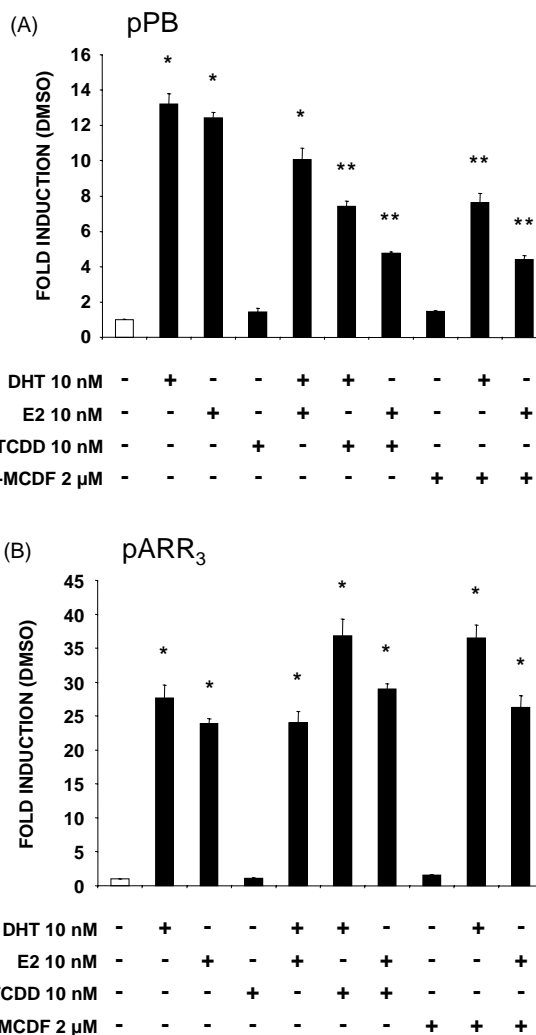 (A) pPB
FOLD INDUCTION (DMSO)
16
14
12
10
8
6
4
2
0
* * * ** ** ** **
DHT 10 nM - + - - + + - - + -
E2 10 nM - - + - + - + - - +
TCDD 10 nM - - - + - + + - - -
-MCDF 2 µM - - - - - - - + + +
(B) pARR3
FOLD INDUCTION (DMSO)
45
40
35
30
25
20
15
10
5
0
* * * * * * *
DHT 10 nM - + - - + + - - + -
E2 10 nM - - + - + - + - - +
TCDD 10 nM - - - + - + + - - -
MCDF 2 µM - - - - - - - + + +